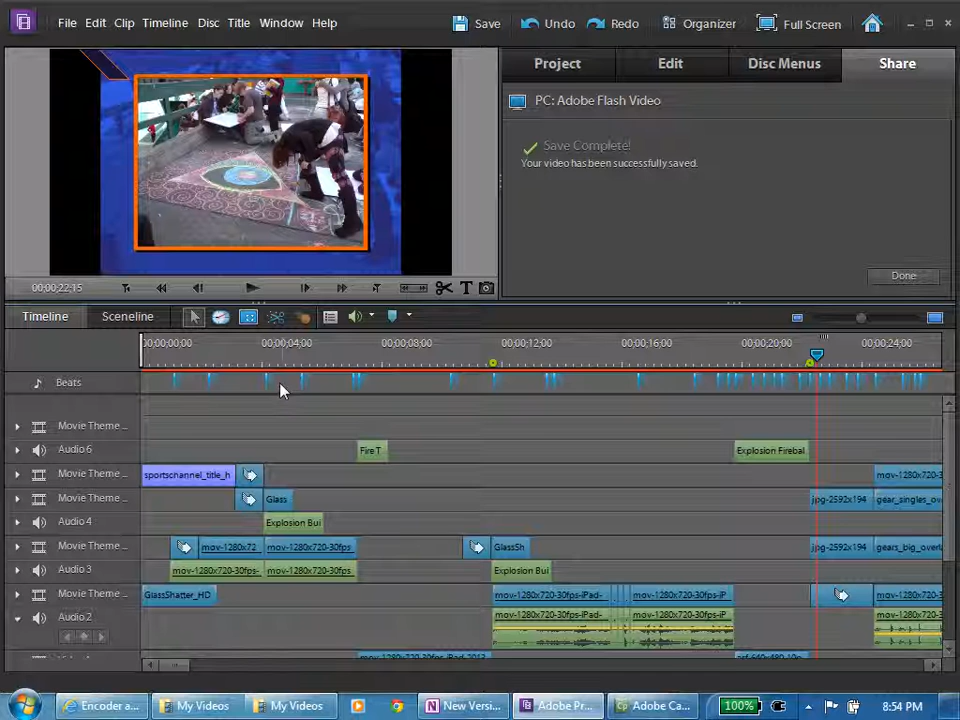 File Edit Clip Timeline Disc Title Window Help Save Undo Redo Organizer Full Screen
Project Edit Disc Menus Share
PC: Adobe Flash Video
Save Complete!
Your video has been successfully saved.
Done
00;00;22;15
Timeline Sceneline
00;00;00;00 00;00;04;00 00;00;08;00 00;00;12;00 00;00;16;00 00;00;20;00 00;00;24;00
Beats
Movie Theme...
Audio 6 Fire T Explosion Firebal
Movie Theme... sportschannel_title_h mov-1280x720-3
Movie Theme... Glass jpg-2592x194 gear_singles_ov
Audio 4 Explosion Bui
Movie Theme... mov-1280x72 mov-1280x720-30fps GlassSh jpg-2592x194 gears_big_overla
Audio 3 mov-1280x720-30fps- mov-1280x720-30fps Explosion Bui
Movie Theme... GlassShatter_HD mov-1280x720-30fps-iPad- mov-1280x720-30fps-iP mov-1280x720-3
Audio 2 mov-1280x720-30fps-iPad- mov-1280x720-30fps-iP mov-1280x720-3
mov-1280x720-30fps-iPad-2013
Encoder a... My Videos My Videos New Versi... Adobe Pr... Adobe Ca... 100% 8:54 PM